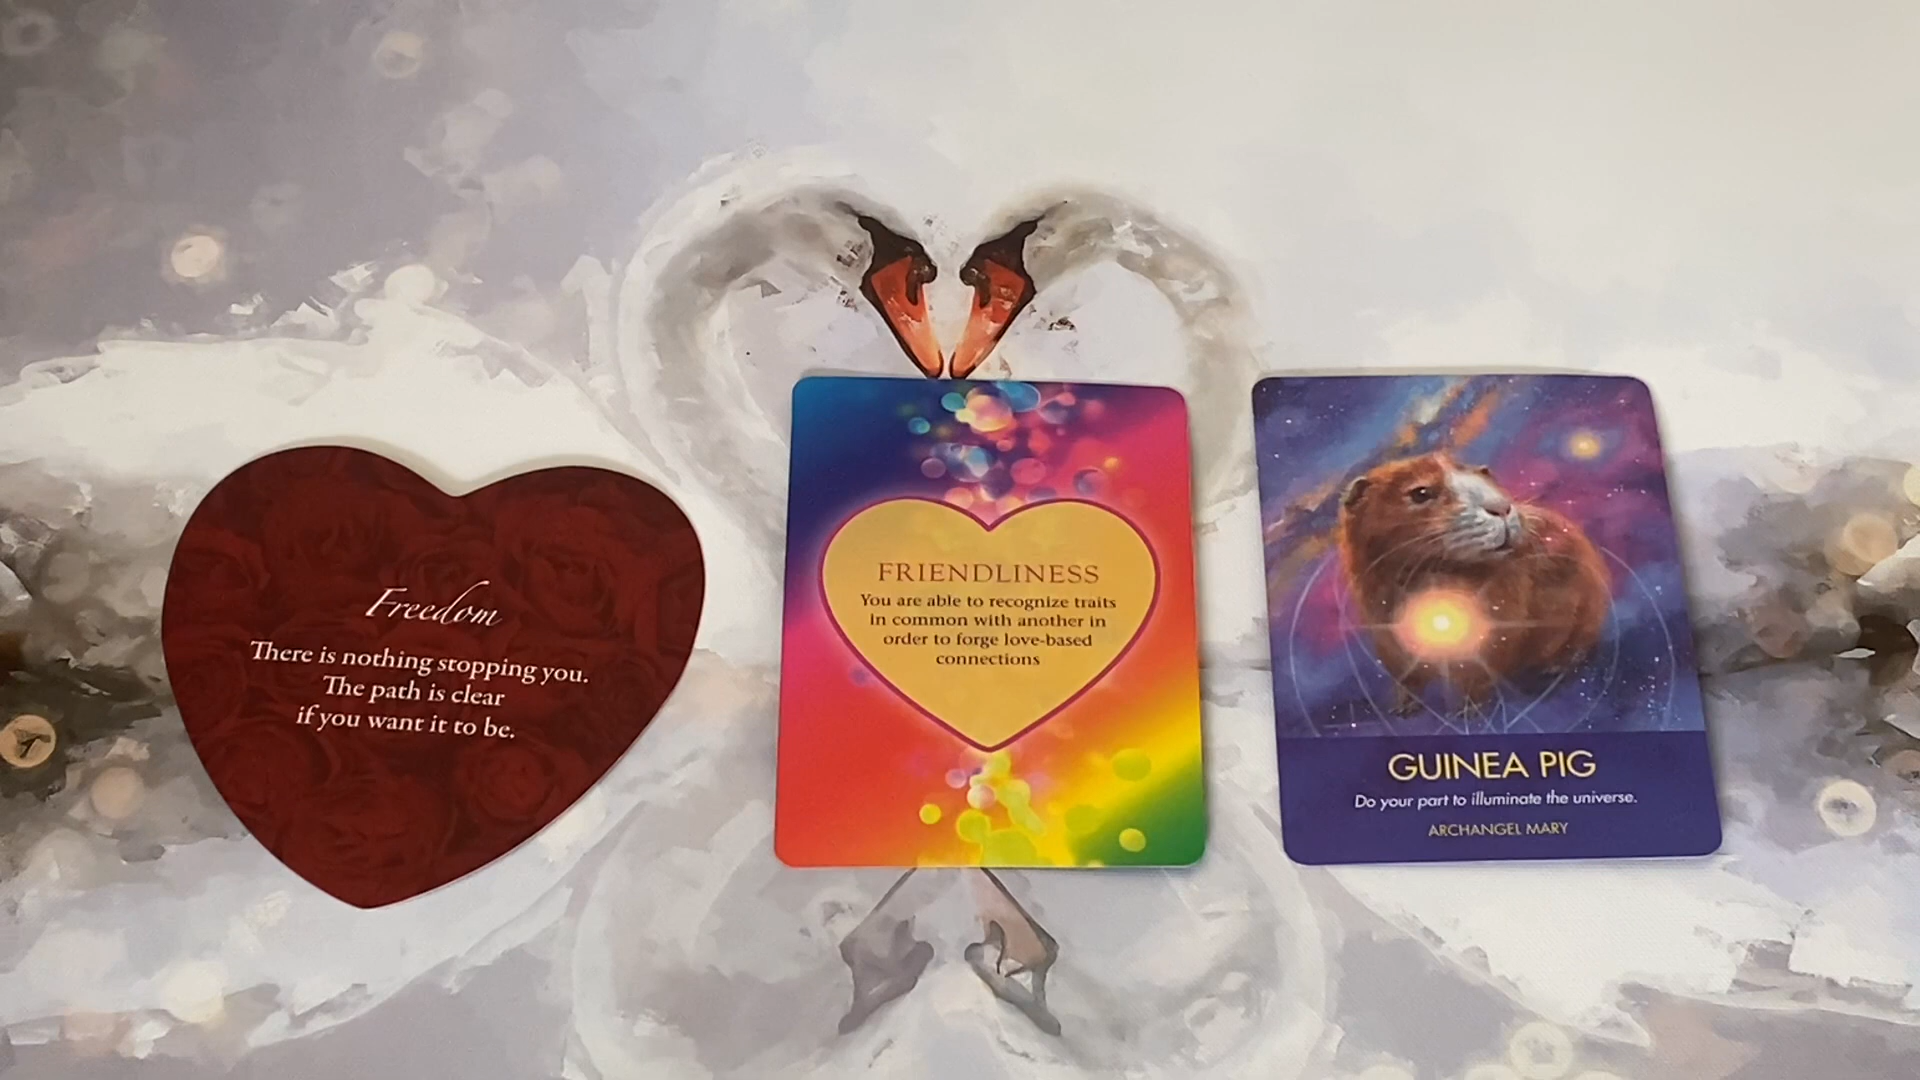 Freedom
There is nothing stopping you.
The path is clear
if you want it to be.
FRIENDLINESS
You are able to recognize traits
in common with another in
order to forge love-based
connections
GUINEA PIG
Do your part to illuminate the universe.
ARCHANGEL MARY